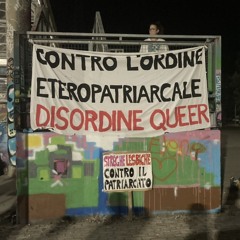 CONTRO L'ORDINE
ETEROPATRIARCALE
DISORDINE QUEER
STREGHE LESBICHE
CONTRO IL
PATRIARCATO